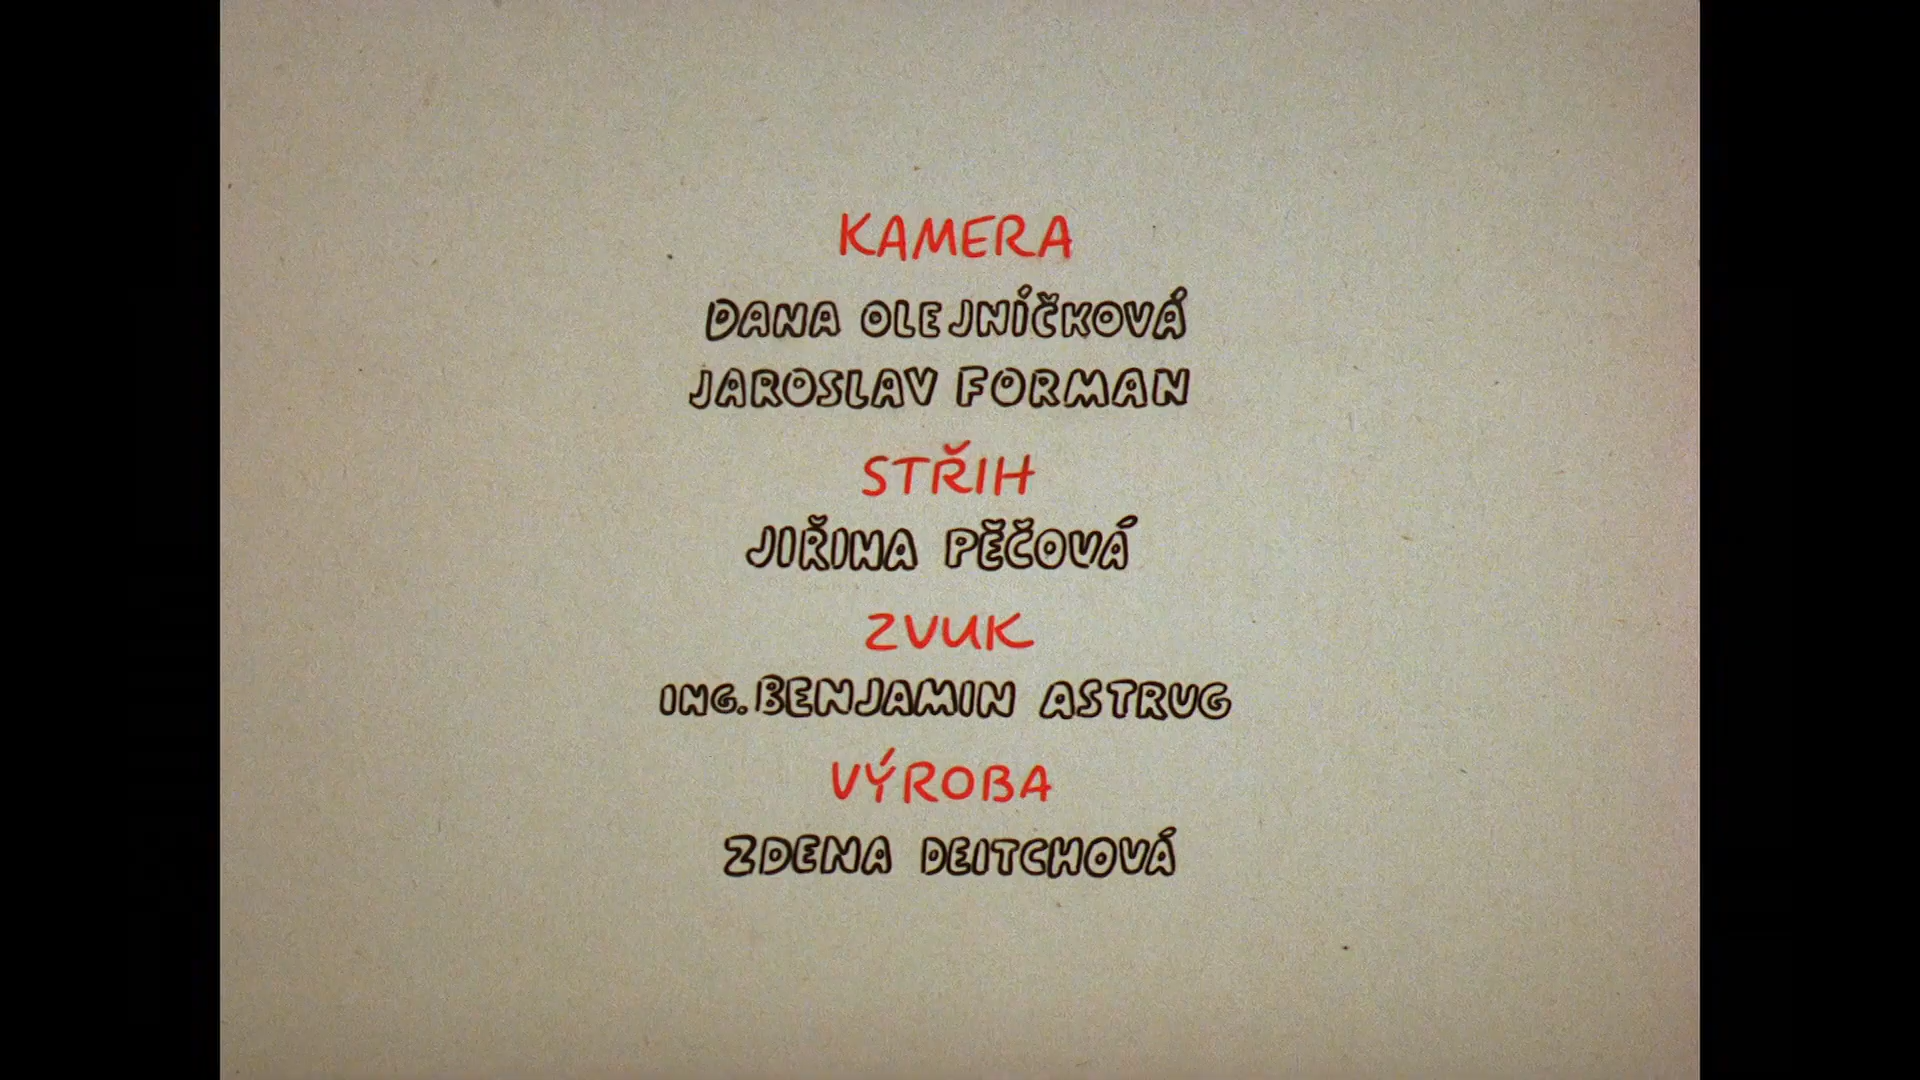 KAMERA
DANA OLEJNÍČKOVÁ
JAROSLAV FORMAN
STŘIH
JIŘINA PĚČOVÁ
ZVUK
ING. BENJAMIN ASTRUG
VÝROBA
ZDENA DEITCHOVÁ